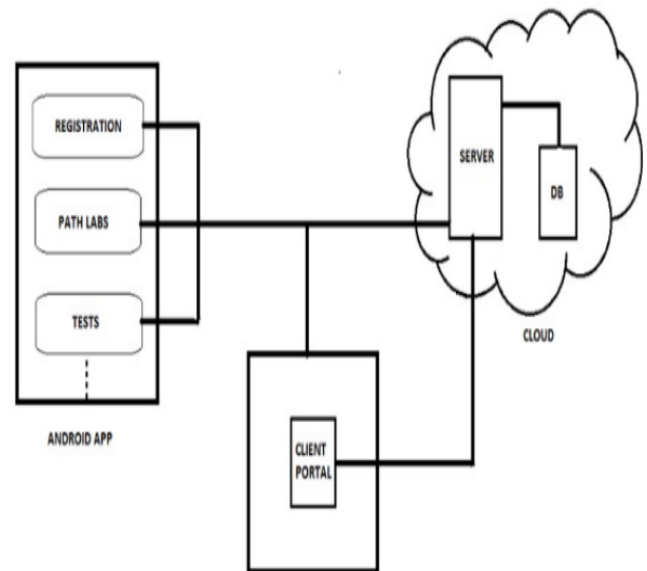 REGISTRATION
PATH LABS
TESTS
ANDROID APP
SERVER
DB
CLOUD
CLIENT
PORTAL